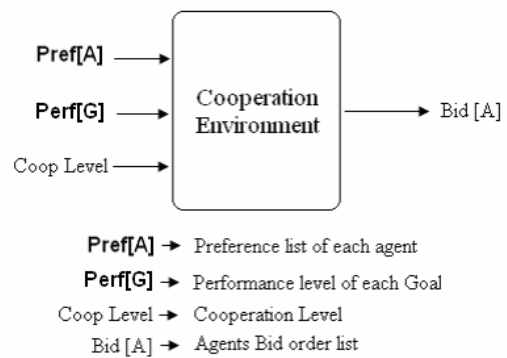 Pref[A]
Perf[G]
Coop Level
Cooperation
Environment
Bid [A]
Pref[A] → Preference list of each agent
Perf[G] → Performance level of each Goal
Coop Level → Cooperation Level
Bid [A] → Agents Bid order list